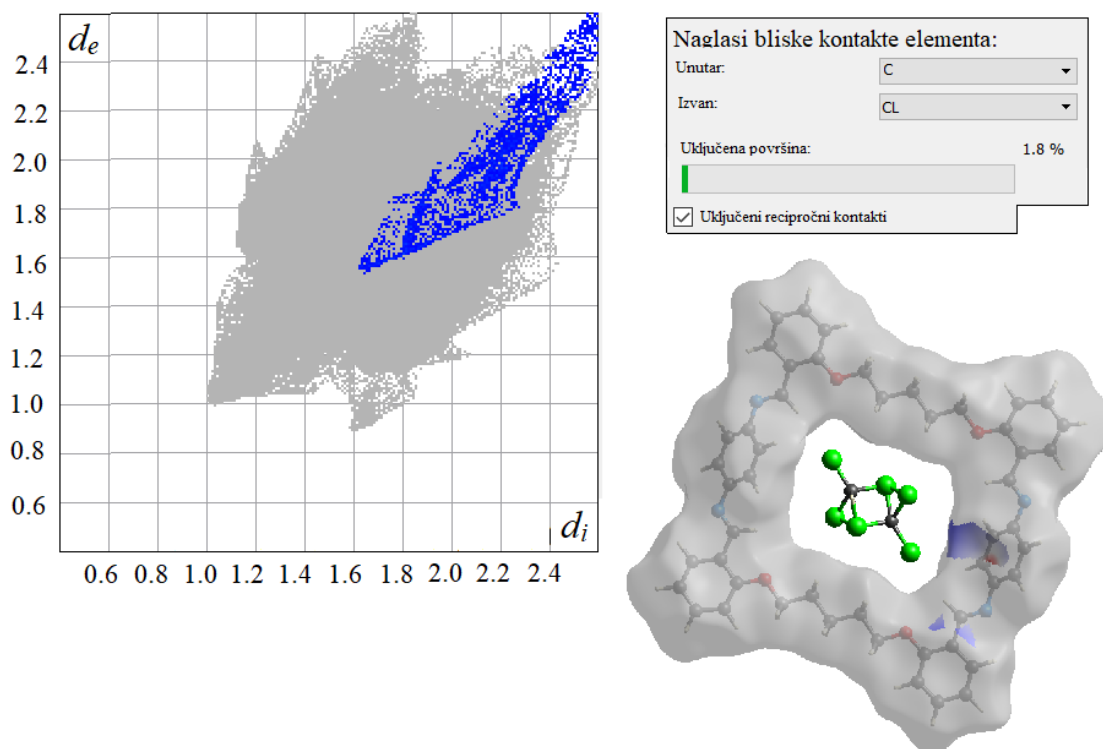 de
2.4
2.2
2.0
1.8
1.6
1.4
1.2
1.0
0.8
0.6
di
0.6 0.8 1.0 1.2 1.4 1.6 1.8 2.0 2.2 2.4
Naglasi bliske kontakte elementa:
Unutar: C
Izvan: CL
Uključena površina: 1.8 %
Uključeni recipročni kontakti